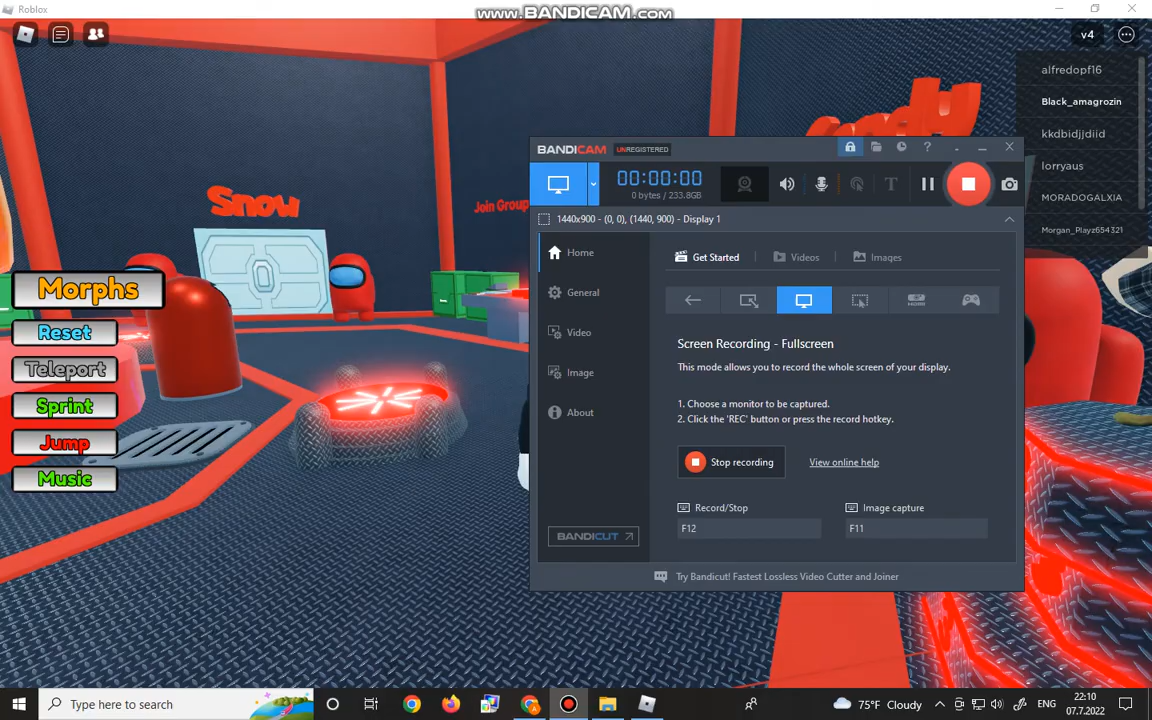 Roblox
www.BANDICAM.com
v4
alfredopf16
Black_amagrozin
kkdbidjjdiid
lorryaus
MORADOGALXIA
Morgan_Playz654321
Snow
Join Group
Morphs
Reset
Teleport
Sprint
Jump
Music
BANDICAM UNREGISTERED
00:00:00
0 bytes / 233.8GB
1440x900 - (0, 0), (1440, 900) - Display 1
Home
General
Video
Image
About
BANDICUT
Get Started
Videos
Images
HDMI
Screen Recording - Fullscreen
This mode allows you to record the whole screen of your display.
1. Choose a monitor to be captured.
2. Click the 'REC' button or press the record hotkey.
Stop recording
View online help
Record/Stop
Image capture
F12
F11
Try Bandicut! Fastest Lossless Video Cutter and Joiner
Type here to search
75°F Cloudy
ENG
22:10
07.7.2022